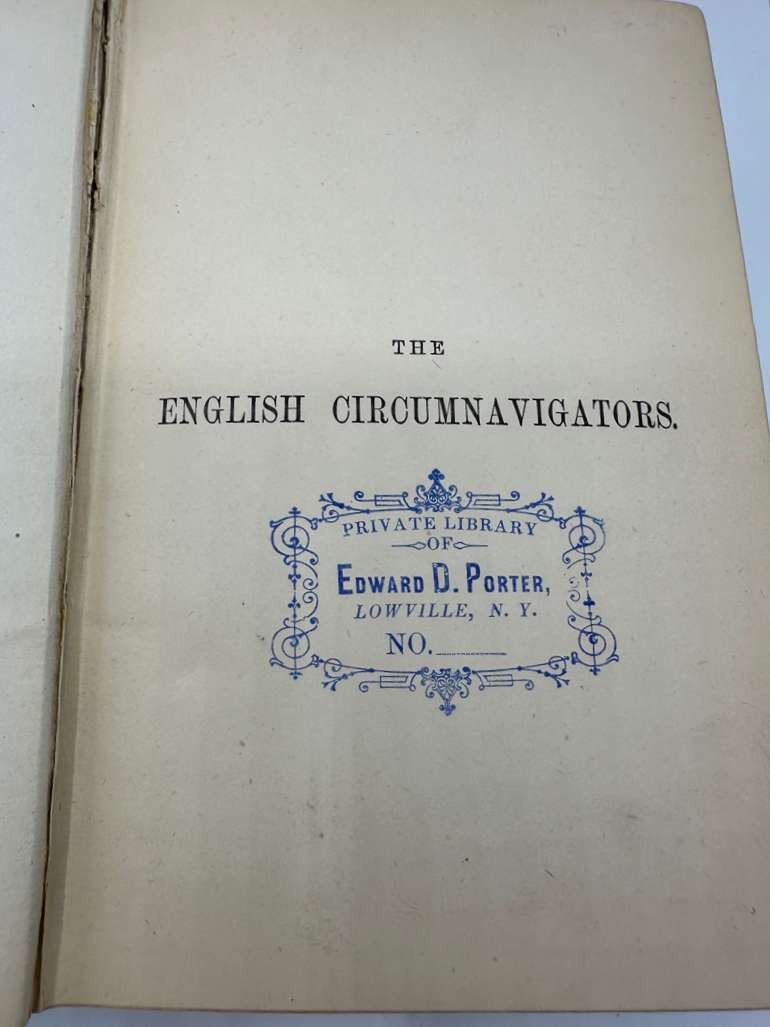 THE
ENGLISH CIRCUMNAVIGATORS.
PRIVATE LIBRARY
OF
EDWARD D. PORTER,
LOWVILLE, N. Y.
NO.